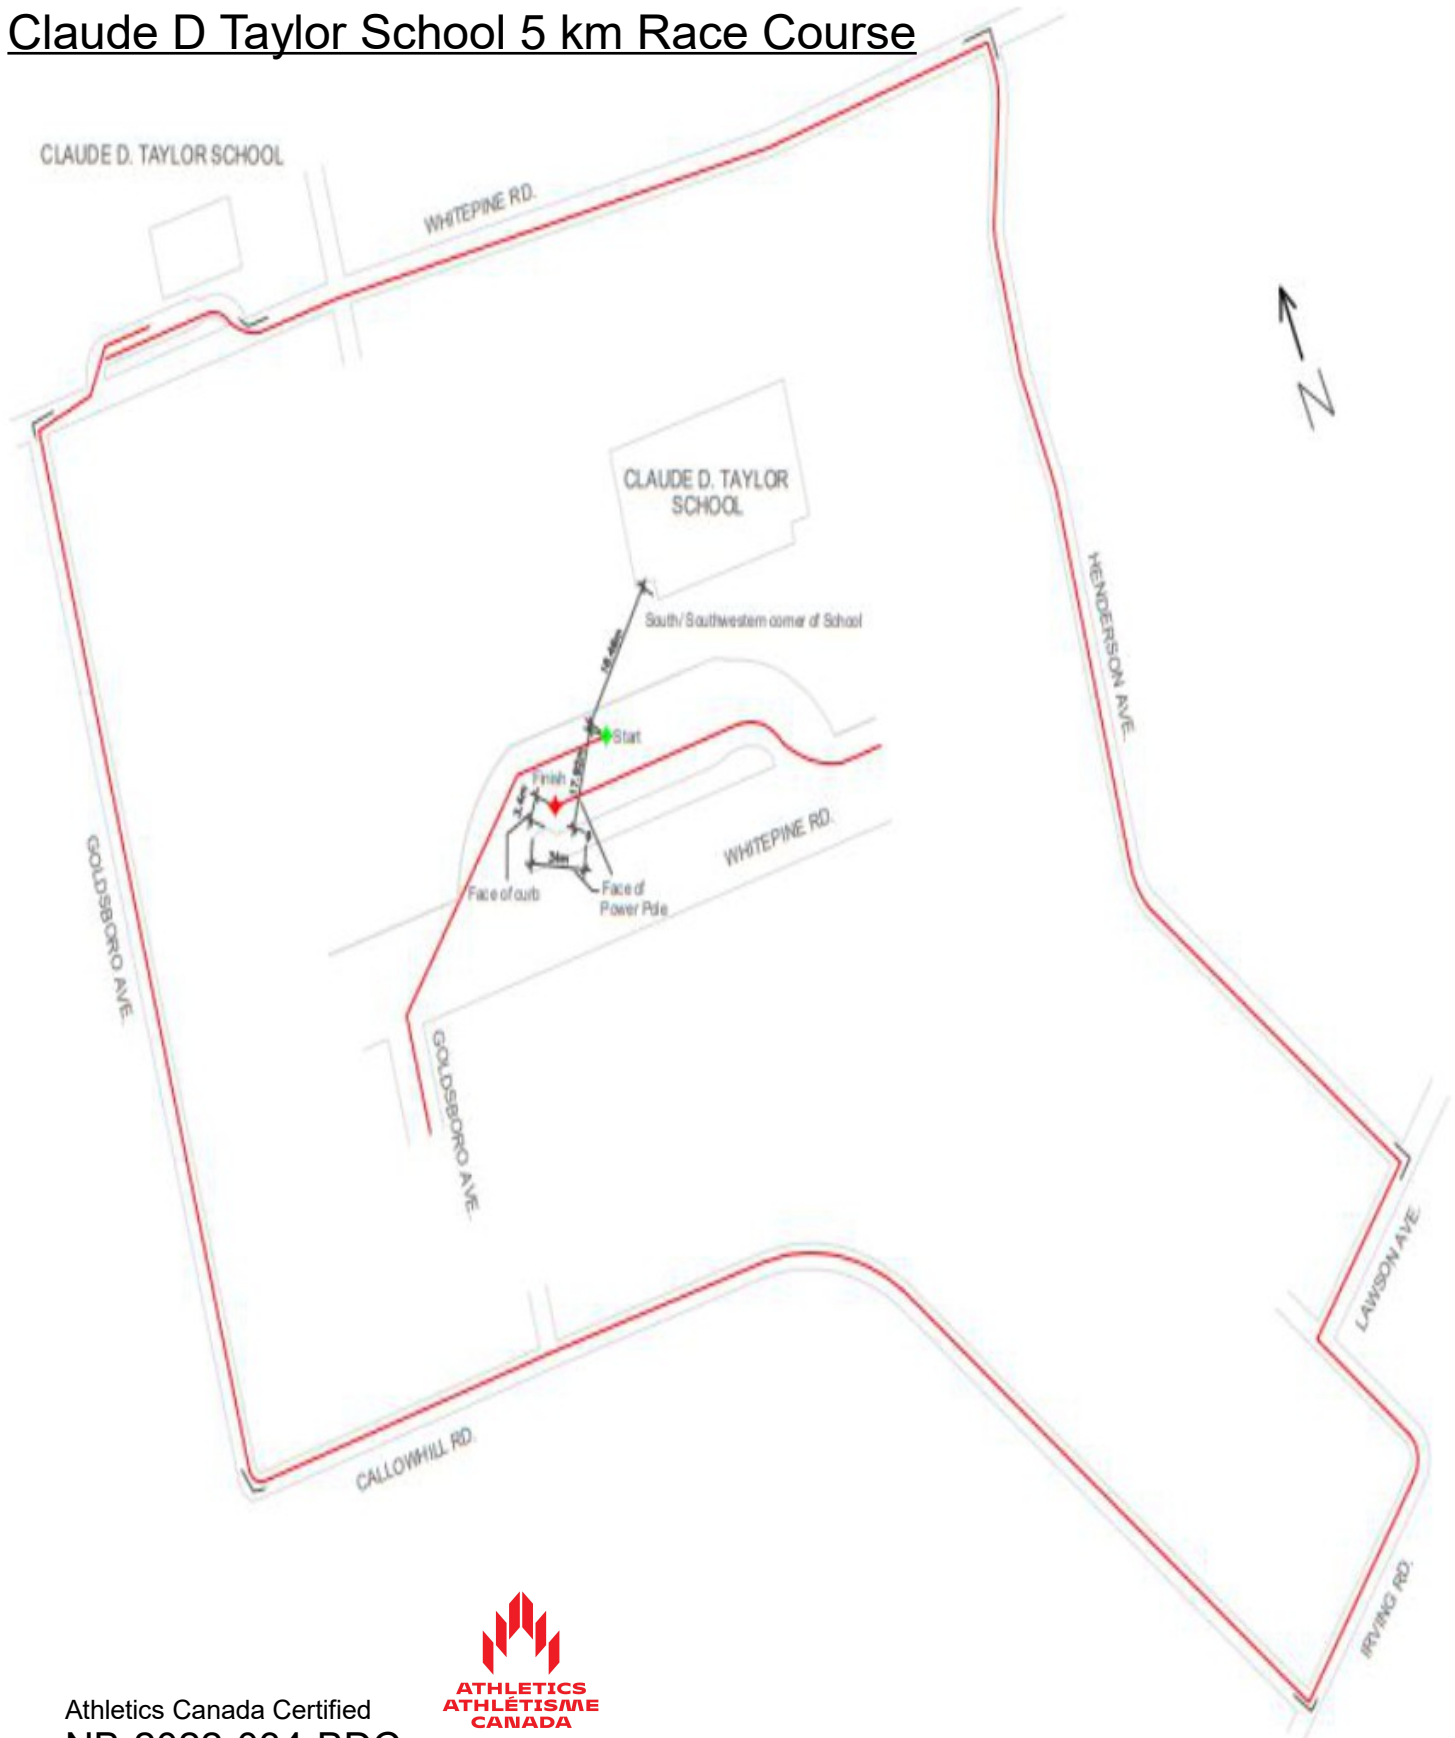 Claude D Taylor School 5 km Race Course
CLAUDE D. TAYLOR SCHOOL
WHITEPINE RD.
N
CLAUDE D. TAYLOR
SCHOOL
South/Southwestern corner of School
Start
Finish
HENDERSON AVE.
WHITEPINE RD.
GOLDSBORO AVE.
Face of curb
Face of
Power Pole
GOLDSBORO AVE.
LAWSON AVE.
CALLOWHILL RD.
IRVING RD.
ATHLETICS
ATHLÉTISME
CANADA
Athletics Canada Certified